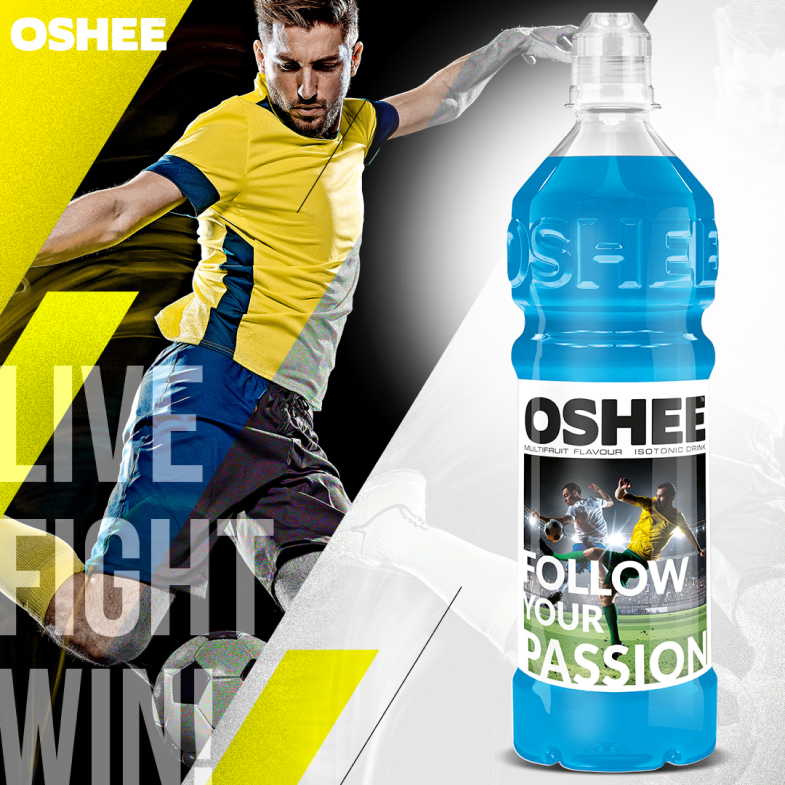 OSHEE
LIVE
FIGHT
WIN!
OSHEE
OSHEE
MULTIFRUIT FLAVOUR ISOTONIC DRINK
FOLLOW
YOUR
PASSION